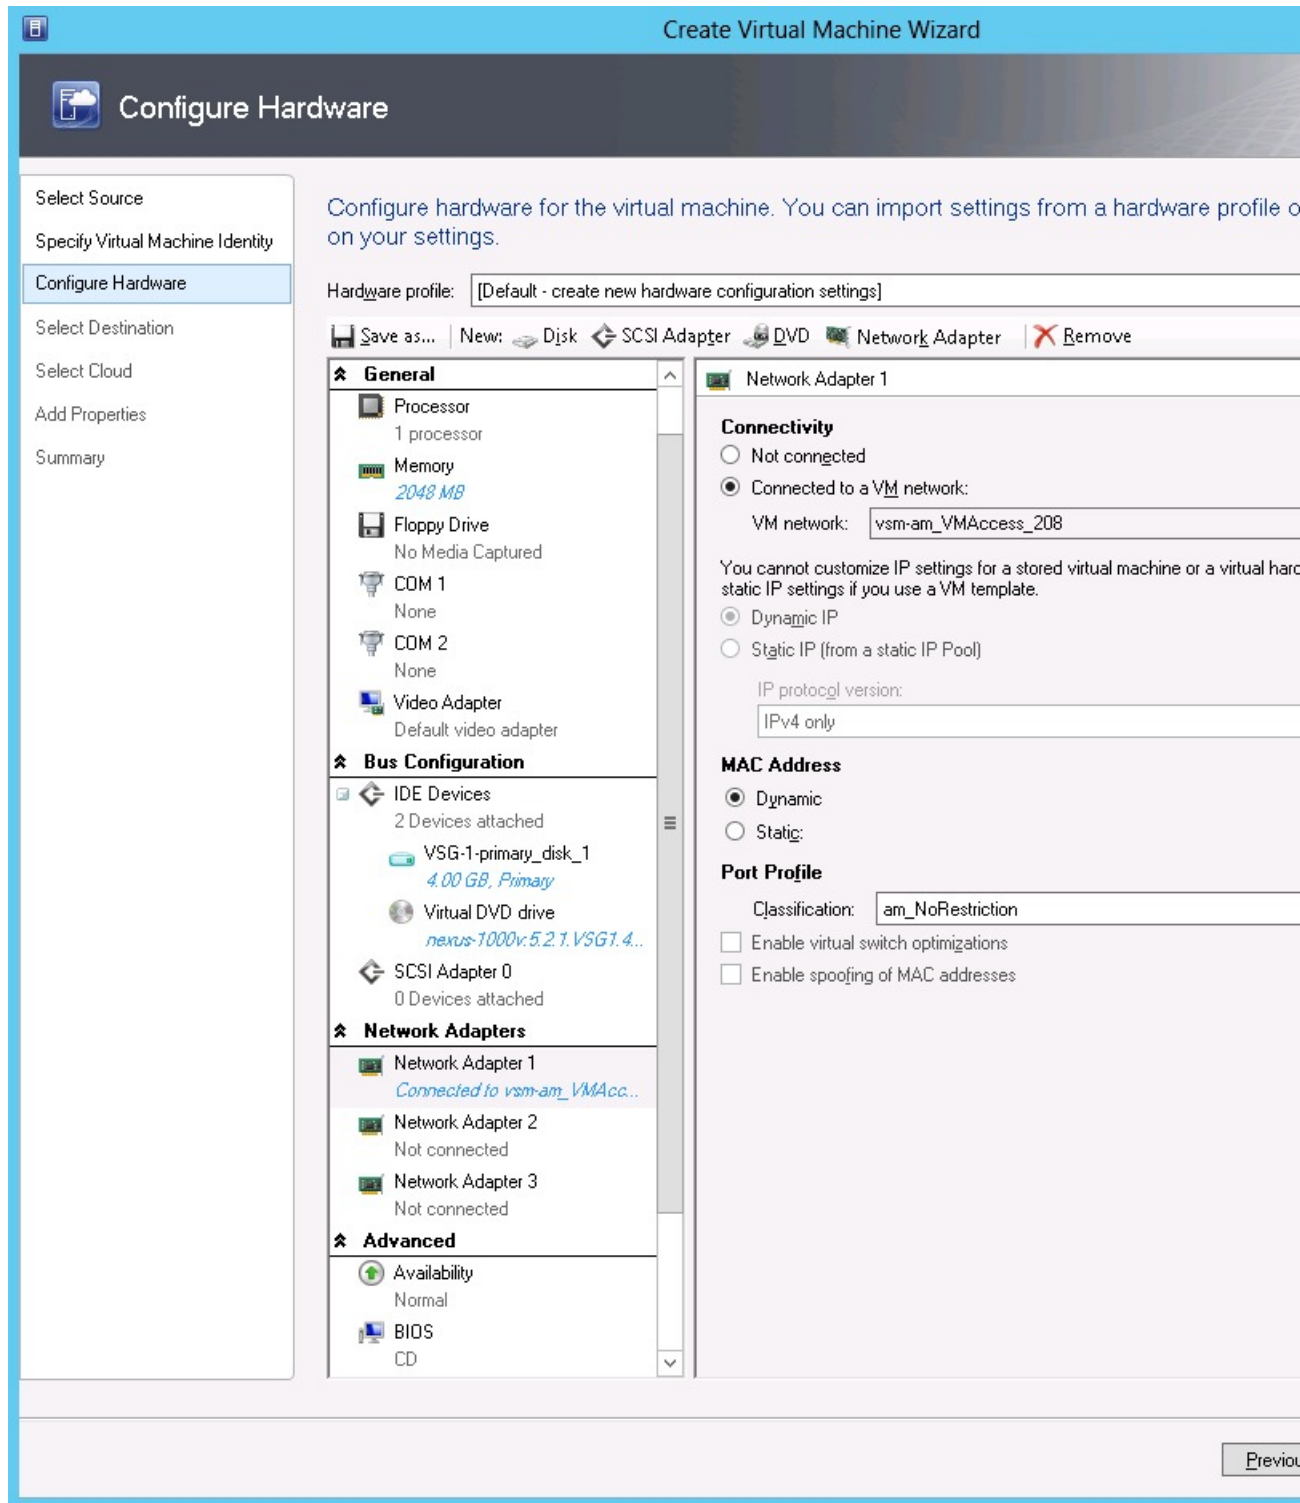 Create Virtual Machine Wizard
Configure Hardware
Select Source
Specify Virtual Machine Identity
Configure Hardware
Select Destination
Select Cloud
Add Properties
Summary
Configure hardware for the virtual machine. You can import settings from a hardware profile o
on your settings.
Hardware profile: [Default - create new hardware configuration settings]
Save as... New: Disk SCSI Adapter DVD Network Adapter Remove
General
Processor
1 processor
Memory
2048 MB
Floppy Drive
No Media Captured
COM 1
None
COM 2
None
Video Adapter
Default video adapter
Bus Configuration
IDE Devices
2 Devices attached
VSG-1-primary_disk_1
4.00 GB, Primary
Virtual DVD drive
nexus-1000v.5.2.1.VSG1.4...
SCSI Adapter 0
0 Devices attached
Network Adapters
Network Adapter 1
Connected to vsm-am_VMAcc...
Network Adapter 2
Not connected
Network Adapter 3
Not connected
Advanced
Availability
Normal
BIOS
CD
Network Adapter 1
Connectivity
Not connected
Connected to a VM network:
VM network: vsm-am_VMAccess_208
You cannot customize IP settings for a stored virtual machine or a virtual hard
static IP settings if you use a VM template.
Dynamic IP
Static IP (from a static IP Pool)
IP protocol version:
IPv4 only
MAC Address
Dynamic
Static:
Port Profile
Classification: am_NoRestriction
Enable virtual switch optimizations
Enable spoofing of MAC addresses
Previou